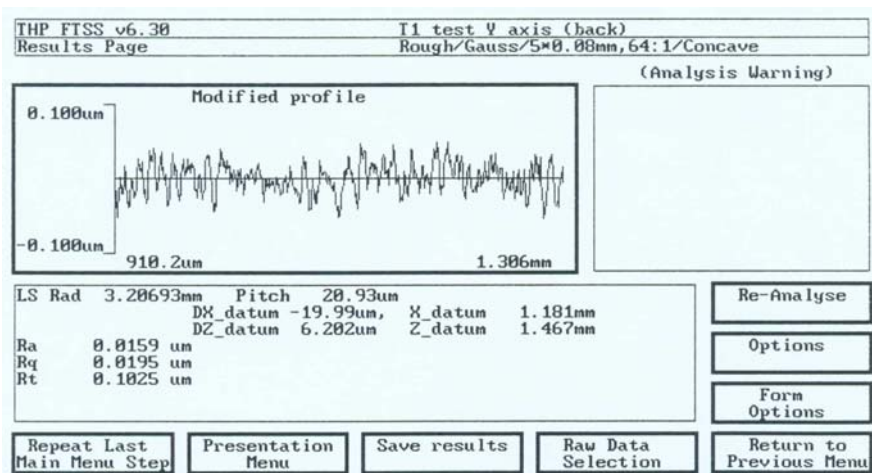 THP FTSS v6.30
T1 test Y axis (back)
Results Page
Rough/Gauss/5*0.08mm,64:1/Concave
(Analysis Warning)
Modified profile
0.100um
-0.100um
910.2um
1.306mm
LS Rad 3.20693mm Pitch 20.93um
DX_datum -19.99um, X_datum 1.181mm
DZ_datum 6.202um Z_datum 1.467mm
Ra 0.0159 um
Rq 0.0195 um
Rt 0.1025 um
Re-Analyse
Options
Form
Options
Repeat Last
Main Menu Step
Presentation
Menu
Save results
Raw Data
Selection
Return to
Previous Menu